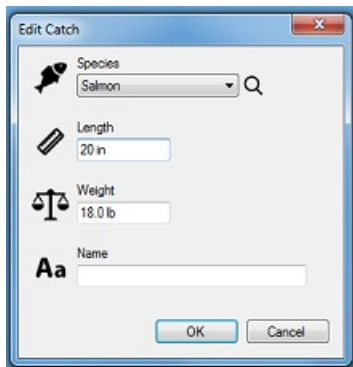 Edit Catch
Species
Salmon
Length
20 in
Weight
18.0 lb
Aa
Name
OK
Cancel